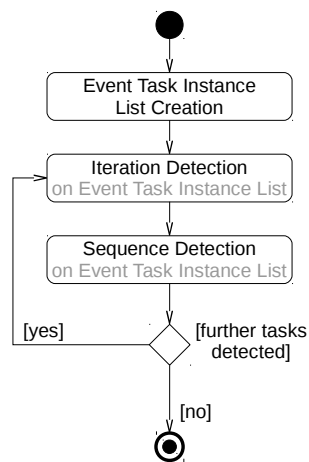 Event Task Instance
List Creation
Iteration Detection
on Event Task Instance List
Sequence Detection
on Event Task Instance List
[yes]
[further tasks
detected]
[no]